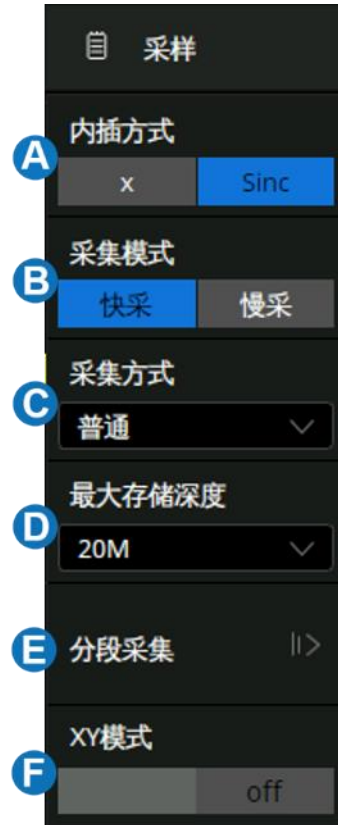 采样
A
内插方式
x Sinc
B
采集模式
快采 慢采
C
采集方式
普通
D
最大存储深度
20M
E
分段采集
F
XY模式
off